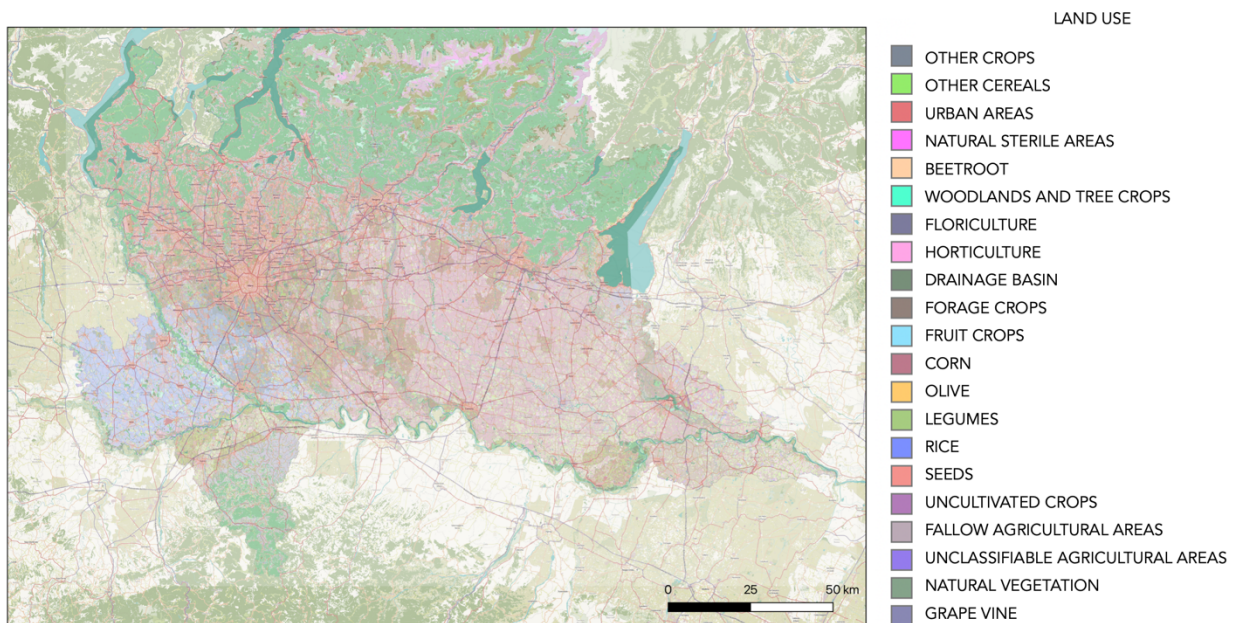 LAND USE
OTHER CROPS
OTHER CEREALS
URBAN AREAS
NATURAL STERILE AREAS
BEETROOT
WOODLANDS AND TREE CROPS
FLORICULTURE
HORTICULTURE
DRAINAGE BASIN
FORAGE CROPS
FRUIT CROPS
CORN
OLIVE
LEGUMES
RICE
SEEDS
UNCULTIVATED CROPS
FALLOW AGRICULTURAL AREAS
UNCLASSIFIABLE AGRICULTURAL AREAS
NATURAL VEGETATION
GRAPE VINE
0 25 50 km